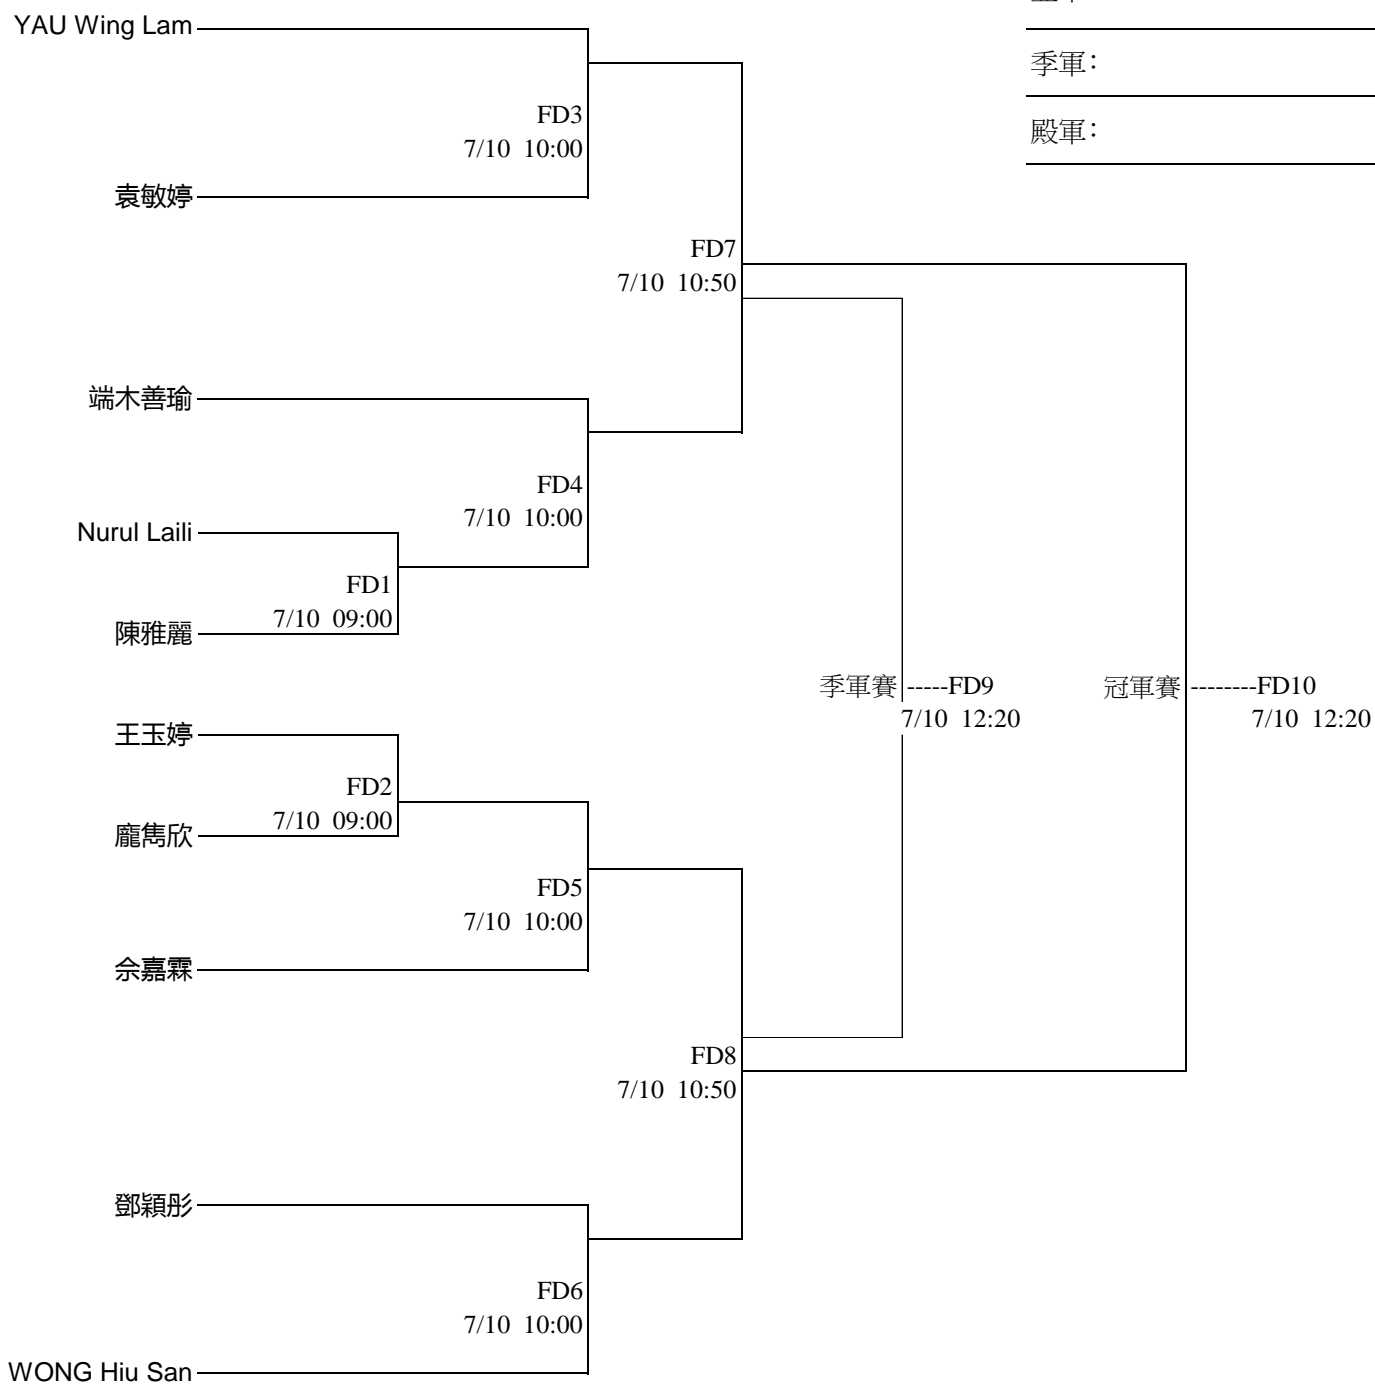 YAU Wing Lam
季軍：
FD3
7/10 10:00
殿軍：
袁敏婷
FD7
7/10 10:50
端木善瑜
FD4
7/10 10:00
Nurul Laili
FD1
7/10 09:00
陳雅麗
季軍賽 -----FD9
7/10 12:20
冠軍賽 --------FD10
7/10 12:20
王玉婷
FD2
7/10 09:00
龐雋欣
FD5
7/10 10:00
佘嘉霖
FD8
7/10 10:50
鄧穎彤
FD6
7/10 10:00
WONG Hiu San